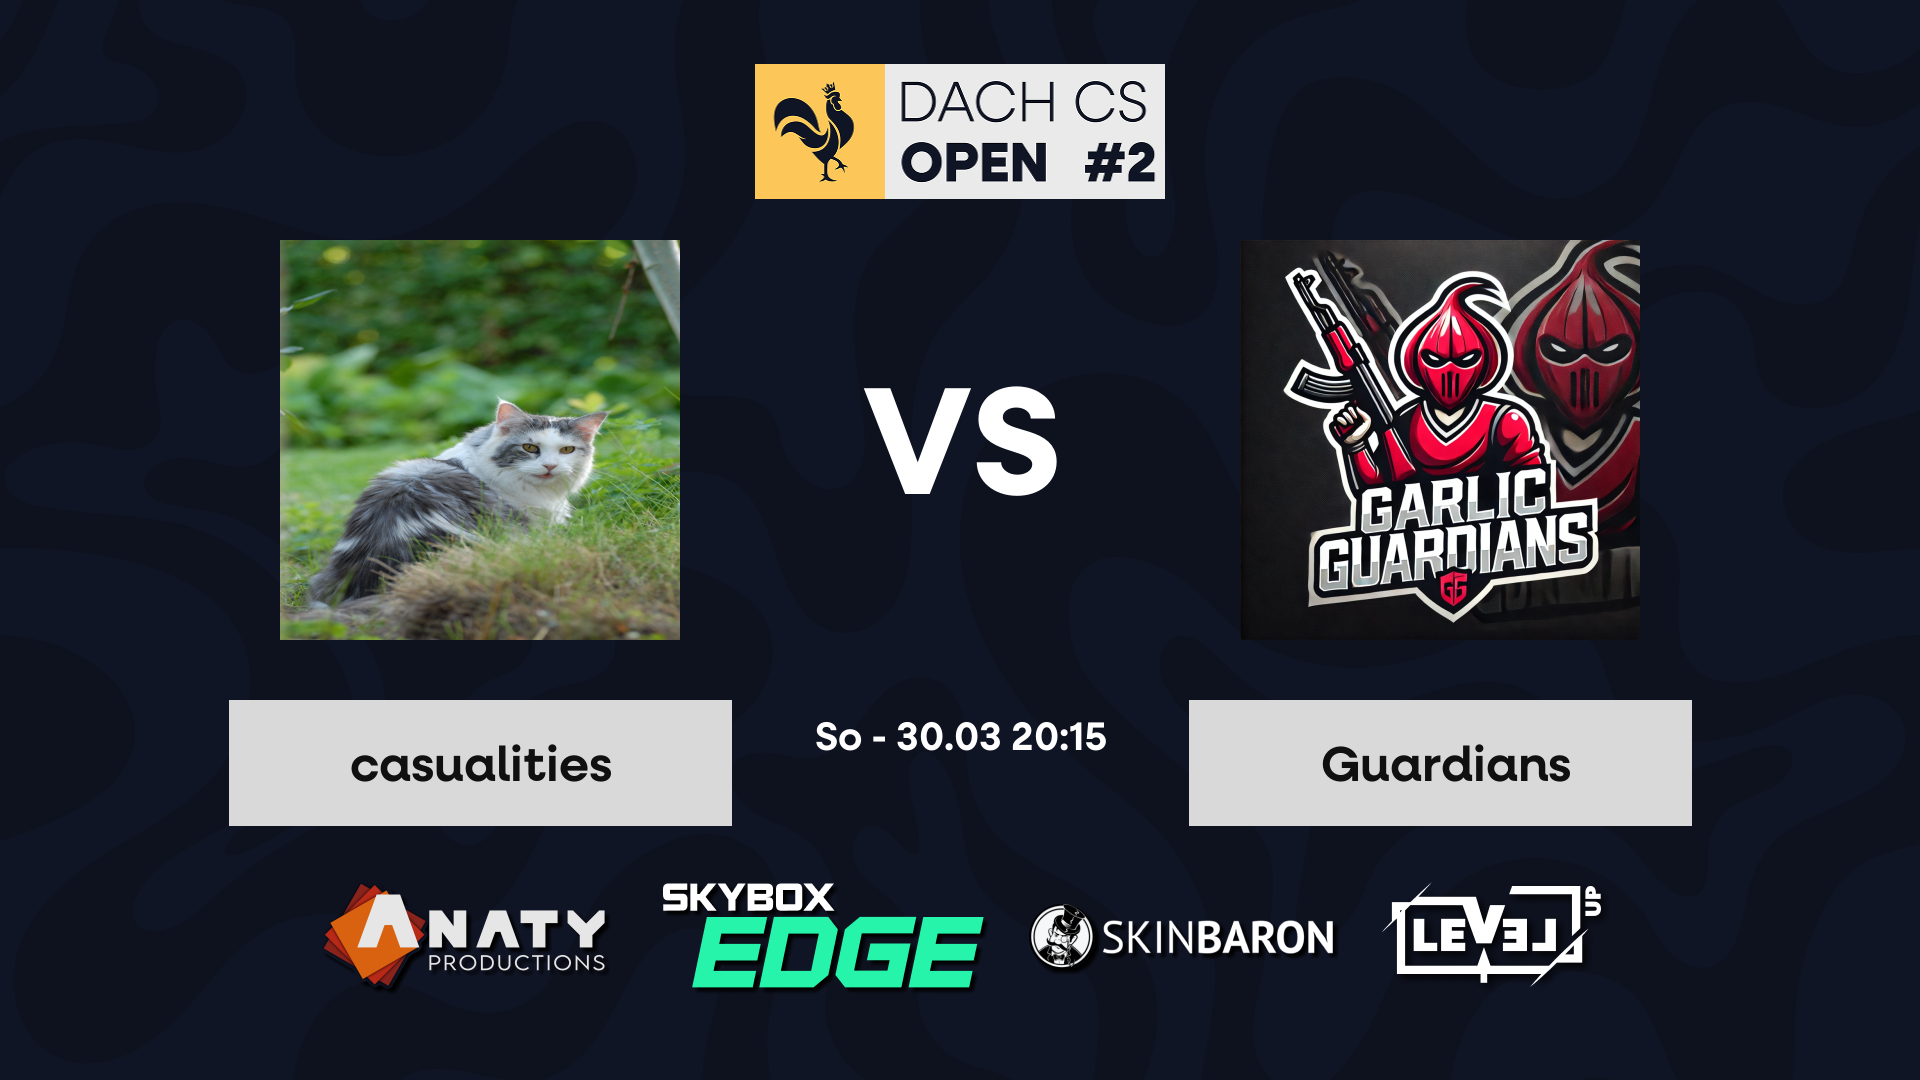 DACH CS
OPEN #2
VS
GARLIC
GUARDIANS
GG
casualities
So - 30.03 20:15
Guardians
ANATY
PRODUCTIONS
SKYBOX
EDGE
SKINBARON
LEVEL UP